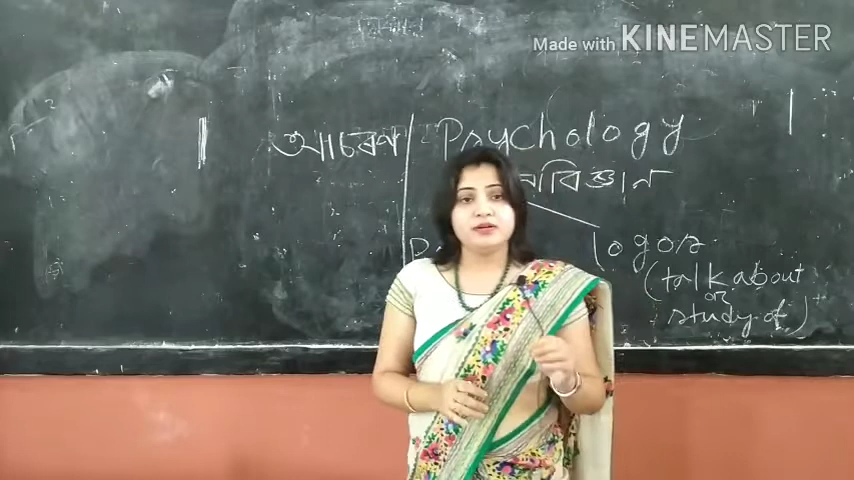 Made with KINEMASTER
আচৰণ | Psychology
logos
(talk about
or
study of)